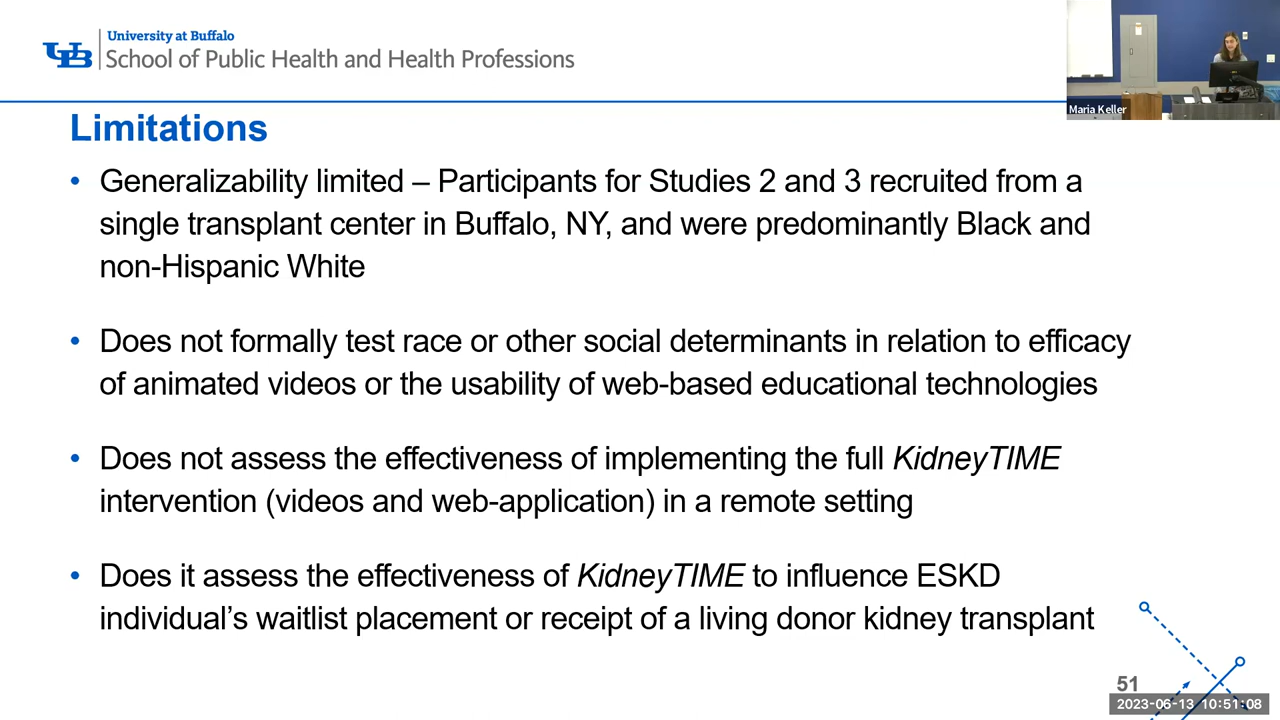 University at Buffalo
UB School of Public Health and Health Professions
Maria Keller
Limitations
• Generalizability limited – Participants for Studies 2 and 3 recruited from a
single transplant center in Buffalo, NY, and were predominantly Black and
non-Hispanic White
• Does not formally test race or other social determinants in relation to efficacy
of animated videos or the usability of web-based educational technologies
• Does not assess the effectiveness of implementing the full KidneyTIME
intervention (videos and web-application) in a remote setting
• Does it assess the effectiveness of KidneyTIME to influence ESKD
individual’s waitlist placement or receipt of a living donor kidney transplant
51
2023-06-13 10:51:08